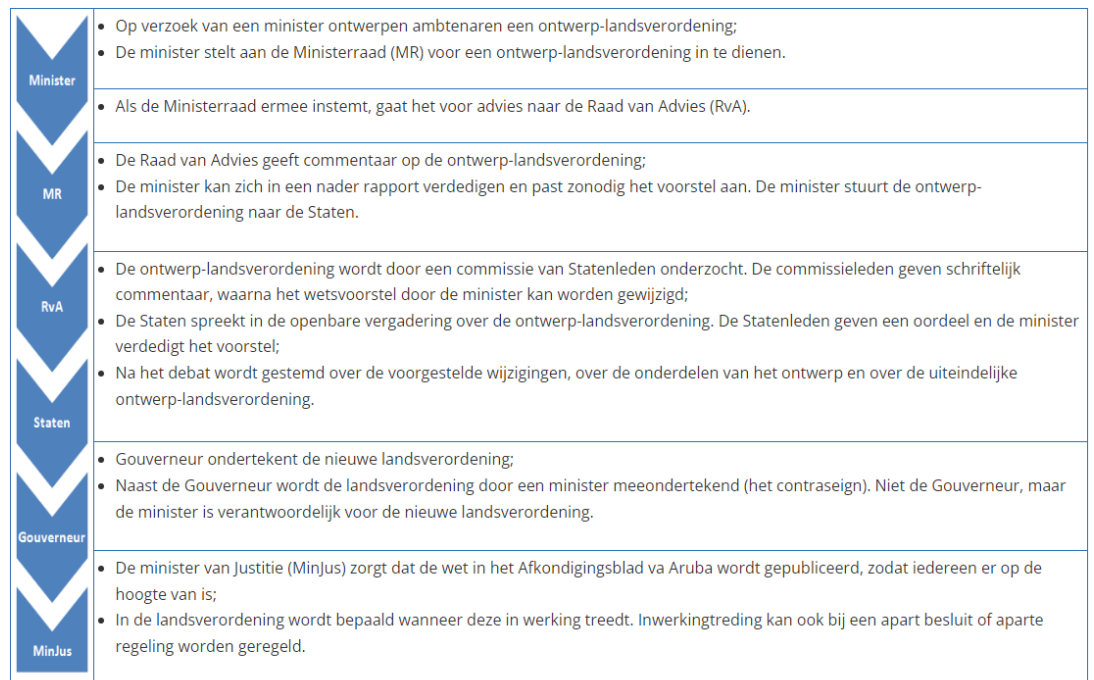 • Op verzoek van een minister ontwerpen ambtenaren een ontwerp-landsverordening;
• De minister stelt aan de Ministerraad (MR) voor een ontwerp-landsverordening in te dienen.
Minister
• Als de Ministerraad ermee instemt, gaat het voor advies naar de Raad van Advies (RvA).
• De Raad van Advies geeft commentaar op de ontwerp-landsverordening;
• De minister kan zich in een nader rapport verdedigen en past zonodig het voorstel aan. De minister stuurt de ontwerp-
landsverordening naar de Staten.
MR
• De ontwerp-landsverordening wordt door een commissie van Statenleden onderzocht. De commissieleden geven schriftelijk
commentaar, waarna het wetsvoorstel door de minister kan worden gewijzigd;
• De Staten spreekt in de openbare vergadering over de ontwerp-landsverordening. De Statenleden geven een oordeel en de minister
verdedigt het voorstel;
• Na het debat wordt gestemd over de voorgestelde wijzigingen, over de onderdelen van het ontwerp en over de uiteindelijke
ontwerp-landsverordening.
RvA
Staten
• Gouverneur ondertekent de nieuwe landsverordening;
• Naast de Gouverneur wordt de landsverordening door een minister meeondertekend (het contraseign). Niet de Gouverneur, maar
de minister is verantwoordelijk voor de nieuwe landsverordening.
Gouverneur
• De minister van Justitie (MinJus) zorgt dat de wet in het Afkondigingsblad va Aruba wordt gepubliceerd, zodat iedereen er op de
hoogte van is;
• In de landsverordening wordt bepaald wanneer deze in werking treedt. Inwerkingtreding kan ook bij een apart besluit of aparte
regeling worden geregeld.
MinJus